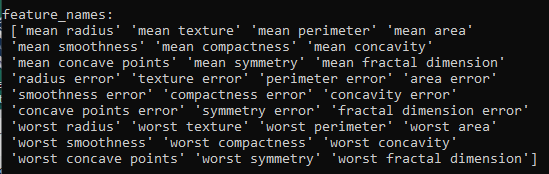 feature_names:
['mean radius' 'mean texture' 'mean perimeter' 'mean area'
'mean smoothness' 'mean compactness' 'mean concavity'
'mean concave points' 'mean symmetry' 'mean fractal dimension'
'radius error' 'texture error' 'perimeter error' 'area error'
'smoothness error' 'compactness error' 'concavity error'
'concave points error' 'symmetry error' 'fractal dimension error'
'worst radius' 'worst texture' 'worst perimeter' 'worst area'
'worst smoothness' 'worst compactness' 'worst concavity'
'worst concave points' 'worst symmetry' 'worst fractal dimension']